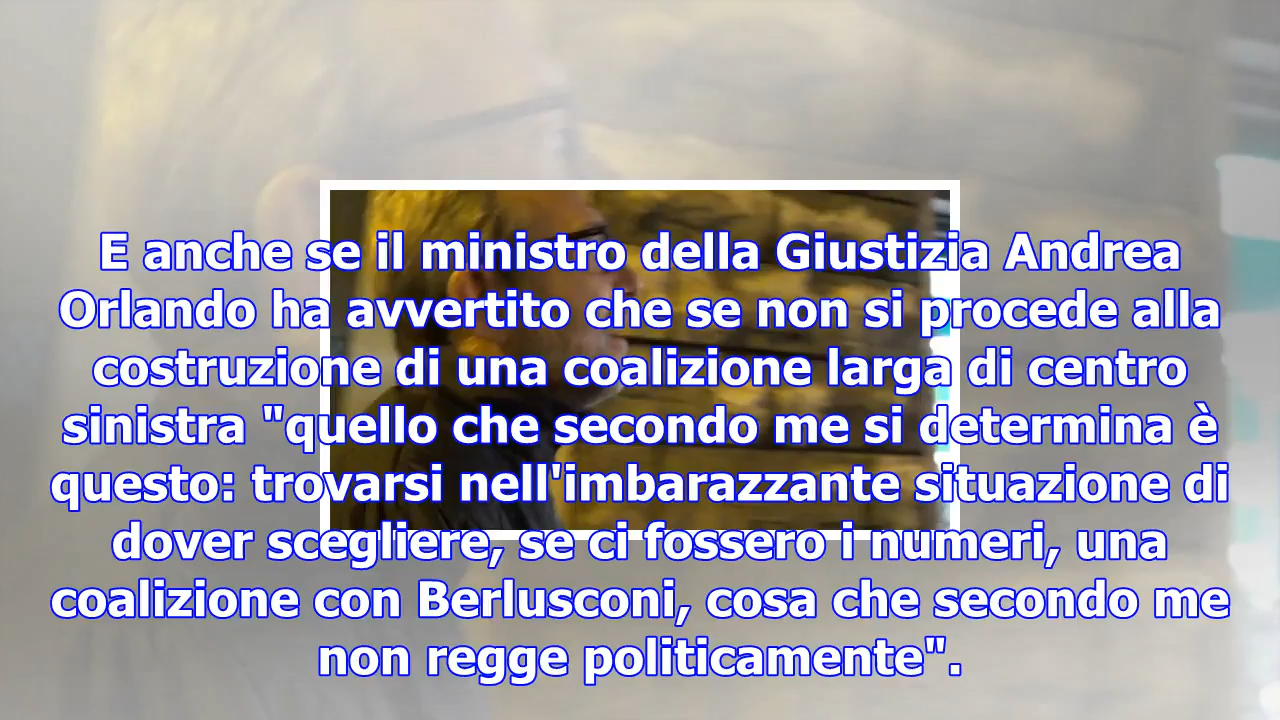 E anche se il ministro della Giustizia Andrea
Orlando ha avvertito che se non si procede alla
costruzione di una coalizione larga di centro
sinistra "quello che secondo me si determina è
questo: trovarsi nell'imbarazzante situazione di
dover scegliere, se ci fossero i numeri, una
coalizione con Berlusconi, cosa che secondo me
non regge politicamente".